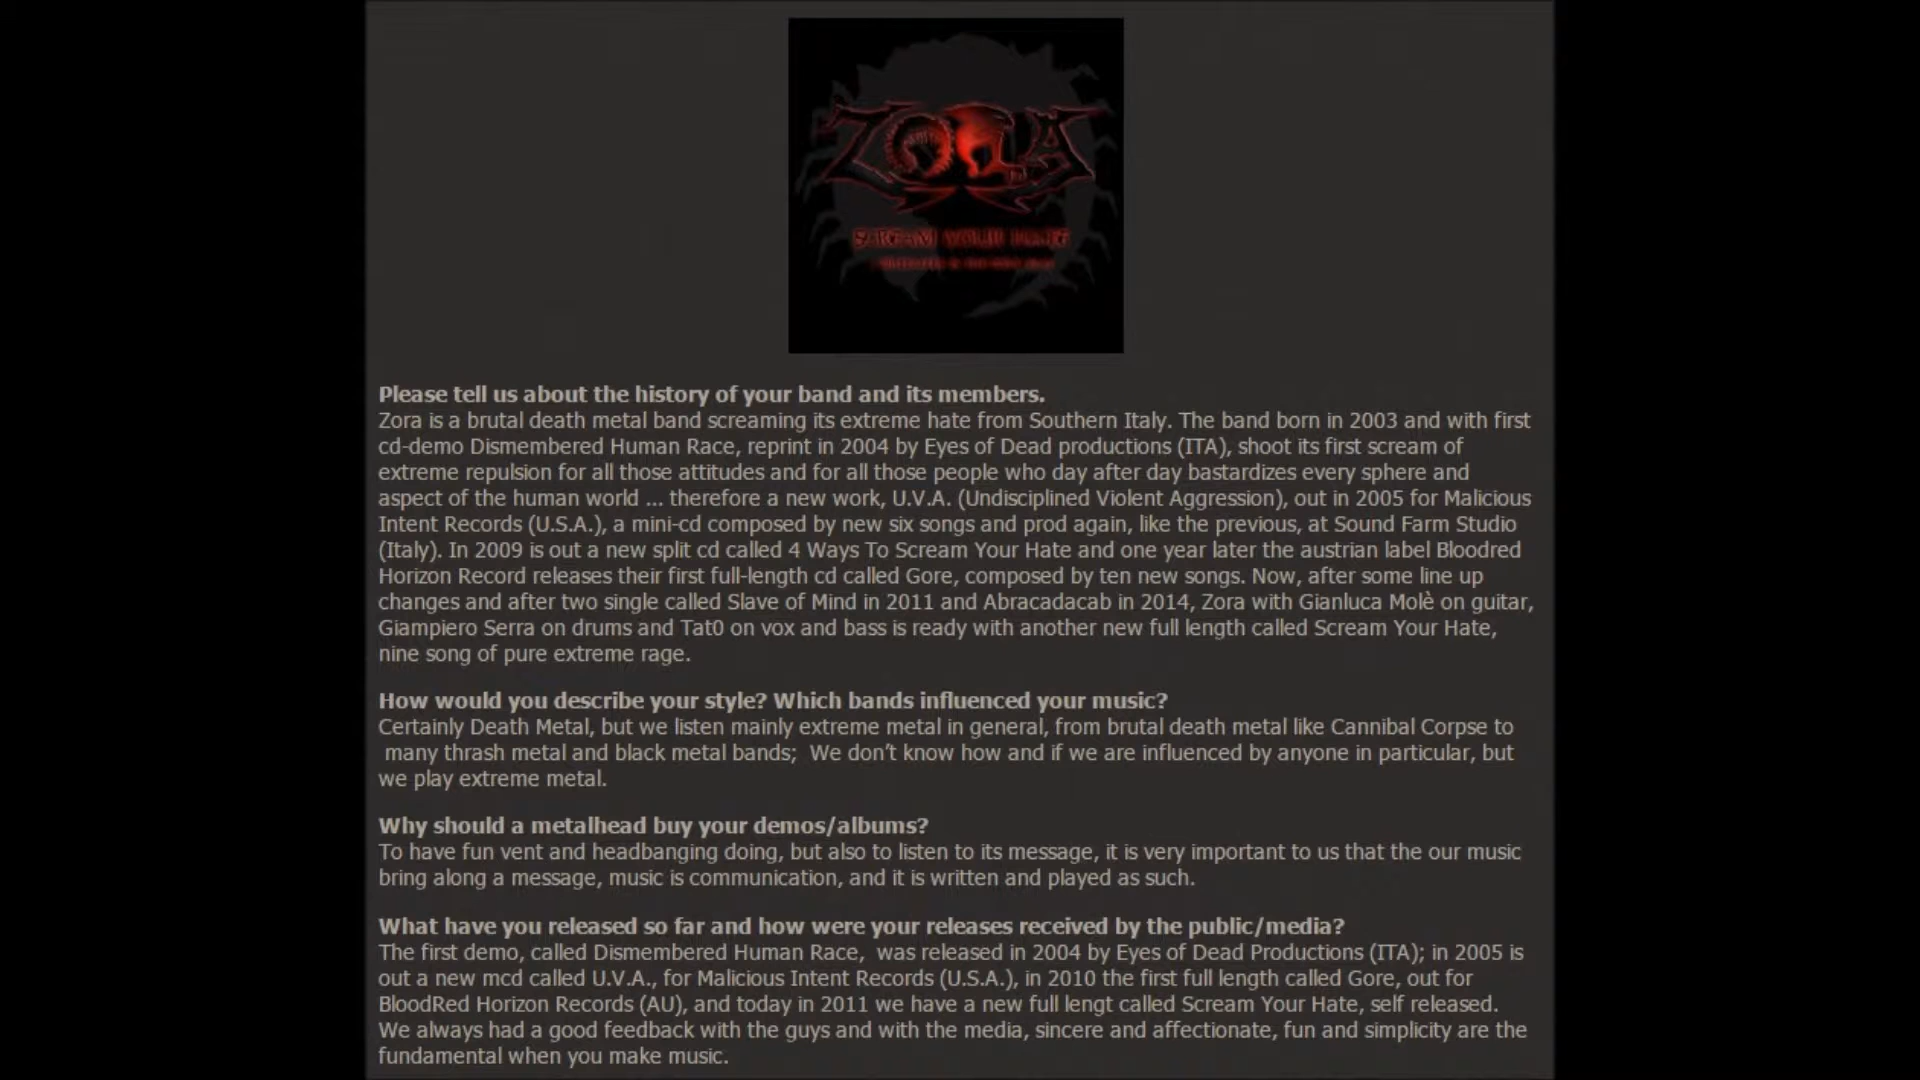 ZORA
SCREAM YOUR HATE
Please tell us about the history of your band and its members.
Zora is a brutal death metal band screaming its extreme hate from Southern Italy. The band born in 2003 and with first
cd-demo Dismembered Human Race, reprint in 2004 by Eyes of Dead productions (ITA), shoot its first scream of
extreme repulsion for all those attitudes and for all those people who day after day bastardizes every sphere and
aspect of the human world ... therefore a new work, U.V.A. (Undisciplined Violent Aggression), out in 2005 for Malicious
Intent Records (U.S.A.), a mini-cd composed by new six songs and prod again, like the previous, at Sound Farm Studio
(Italy). In 2009 is out a new split cd called 4 Ways To Scream Your Hate and one year later the austrian label Bloodred
Horizon Record releases their first full-length cd called Gore, composed by ten new songs. Now, after some line up
changes and after two single called Slave of Mind in 2011 and Abracadacab in 2014, Zora with Gianluca Molè on guitar,
Giampiero Serra on drums and Tat0 on vox and bass is ready with another new full length called Scream Your Hate,
nine song of pure extreme rage.
How would you describe your style? Which bands influenced your music?
Certainly Death Metal, but we listen mainly extreme metal in general, from brutal death metal like Cannibal Corpse to
many thrash metal and black metal bands;  We don't know how and if we are influenced by anyone in particular, but
we play extreme metal.
Why should a metalhead buy your demos/albums?
To have fun vent and headbanging doing, but also to listen to its message, it is very important to us that the our music
bring along a message, music is communication, and it is written and played as such.
What have you released so far and how were your releases received by the public/media?
The first demo, called Dismembered Human Race,  was released in 2004 by Eyes of Dead Productions (ITA); in 2005 is
out a new mcd called U.V.A., for Malicious Intent Records (U.S.A.), in 2010 the first full length called Gore, out for
BloodRed Horizon Records (AU), and today in 2011 we have a new full lengt called Scream Your Hate, self released.
We always had a good feedback with the guys and with the media, sincere and affectionate, fun and simplicity are the
fundamental when you make music.